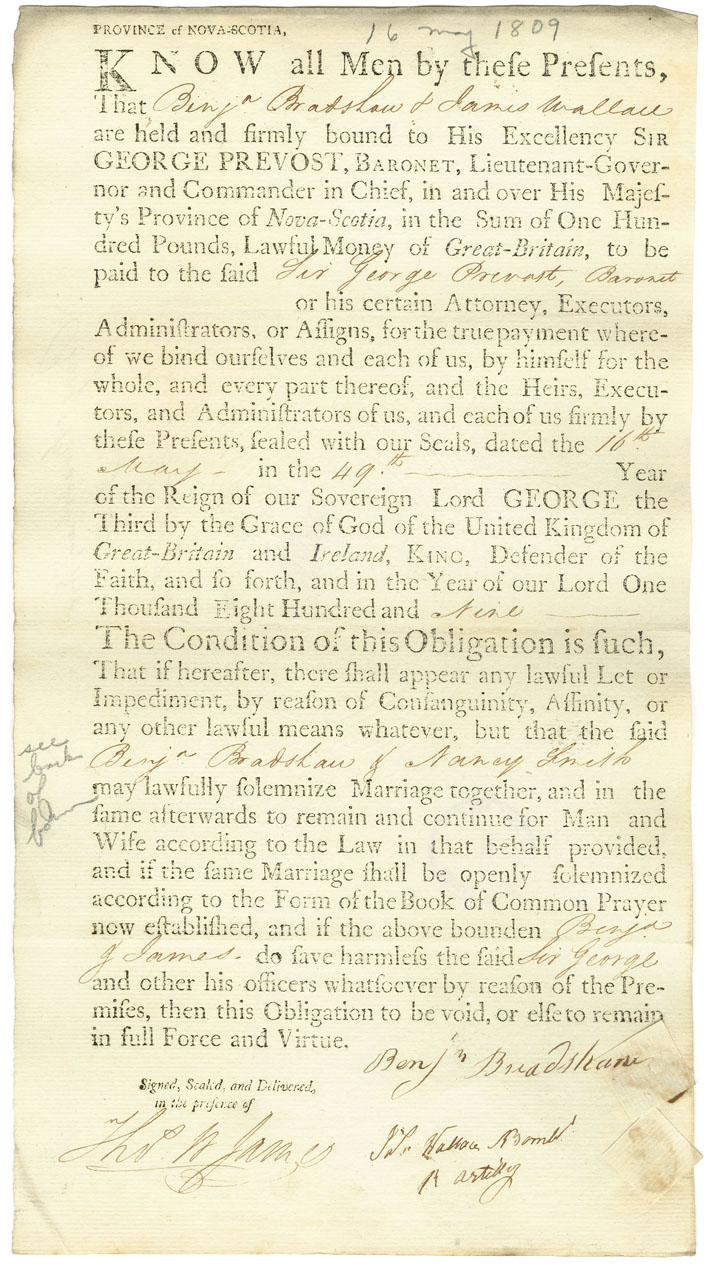 PROVINCE of NOVA-SCOTIA,
16 may 1809
KNOW all Men by theſe Preſents,
That Benjn Bradshaw & James Wallace
are held and firmly bound to His Excellency SIR
GEORGE PREVOST, BARONET, Lieutenant-Gover-
nor and Commander in Chief, in and over His Majeſ-
ty's Province of Nova-Scotia, in the Sum of One Hun-
dred Pounds, Lawful Money of Great-Britain, to be
paid to the ſaid Sir George Prevost, Baronet
or his certain Attorney, Executors,
Adminiſtrators, or Aſſigns, for the true payment where-
of we bind ourſelves and each of us, by himſelf for the
whole, and every part thereof, and the Heirs, Execu-
tors, and Adminiſtrators of us, and each of us firmly by
theſe Preſents, ſealed with our Seals, dated the 16th
May - in the 49th Year
of the Reign of our Sovereign Lord GEORGE the
Third by the Grace of God of the United Kingdom of
Great-Britain and Ireland, KING, Defender of the
Faith, and ſo forth, and in the Year of our Lord One
Thouſand Eight Hundred and Nine
The Condition of this Obligation is ſuch,
That if hereafter, there ſhall appear any lawful Let or
Impediment, by reaſon of Conſanguinity, Affinity, or
any other lawful means whatever, but that the ſaid
Benjn Bradshaw & Nancy Smith
may lawfully ſolemnize Marriage together, and in the
ſame afterwards to remain and continue for Man and
Wife according to the Law in that behalf provided,
and if the ſame Marriage ſhall be openly ſolemnized
according to the Form of the Book of Common Prayer
now eſtabliſhed, and if the above bounden Benjn
& James - do ſave harmleſs the ſaid Sir George
and other his officers whatſoever by reaſon of the Pre-
miſes, then this Obligation to be void, or elſe to remain
in full Force and Virtue.
see
back
of
Benjn Bradshaw
Signed, Sealed, and Delivered,
in the preſence of
Thos N James
Wallace Bomb
R Artillery